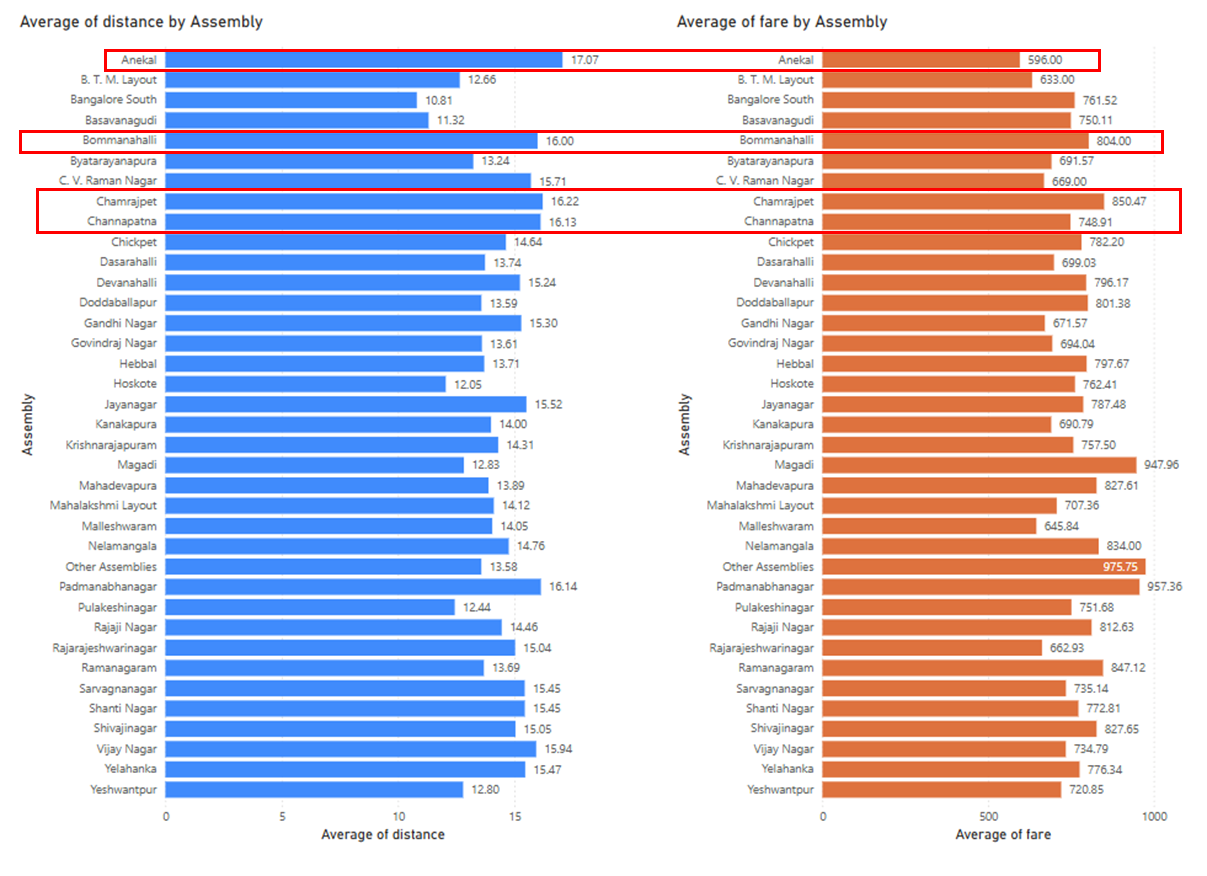 Average of distance by Assembly
Anekal 17.07
B. T. M. Layout 12.66
Bangalore South 10.81
Basavanagudi 11.32
Bommanahalli 16.00
Byatarayanapura 13.24
C. V. Raman Nagar 15.71
Chamrajpet 16.22
Channapatna 16.13
Chickpet 14.64
Dasarahalli 13.74
Devanahalli 15.24
Doddaballapur 13.59
Gandhi Nagar 15.30
Govindraj Nagar 13.61
Hebbal 13.71
Hoskote 12.05
Jayanagar 15.52
Kanakapura 14.00
Krishnarajapuram 14.31
Magadi 12.83
Mahadevapura 13.89
Mahalakshmi Layout 14.12
Malleshwaram 14.05
Nelamangala 14.76
Other Assemblies 13.58
Padmanabhanagar 16.14
Pulakeshinagar 12.44
Rajaji Nagar 14.46
Rajarajeshwarinagar 15.04
Ramanagaram 13.69
Sarvagnanagar 15.45
Shanti Nagar 15.45
Shivajinagar 15.05
Vijay Nagar 15.94
Yelahanka 15.47
Yeshwantpur 12.80
Assembly
0 5 10 15
Average of distance
Average of fare by Assembly
Anekal 596.00
B. T. M. Layout 633.00
Bangalore South 761.52
Basavanagudi 750.11
Bommanahalli 804.00
Byatarayanapura 691.57
C. V. Raman Nagar 669.00
Chamrajpet 850.47
Channapatna 748.91
Chickpet 782.20
Dasarahalli 699.03
Devanahalli 796.17
Doddaballapur 801.38
Gandhi Nagar 671.57
Govindraj Nagar 694.04
Hebbal 797.67
Hoskote 762.41
Jayanagar 787.48
Kanakapura 690.79
Krishnarajapuram 757.50
Magadi 947.96
Mahadevapura 827.61
Mahalakshmi Layout 707.36
Malleshwaram 645.84
Nelamangala 834.00
Other Assemblies 975.75
Padmanabhanagar 957.36
Pulakeshinagar 751.68
Rajaji Nagar 812.63
Rajarajeshwarinagar 662.93
Ramanagaram 847.12
Sarvagnanagar 735.14
Shanti Nagar 772.81
Shivajinagar 827.65
Vijay Nagar 734.79
Yelahanka 776.34
Yeshwantpur 720.85
Assembly
0 500 1000
Average of fare